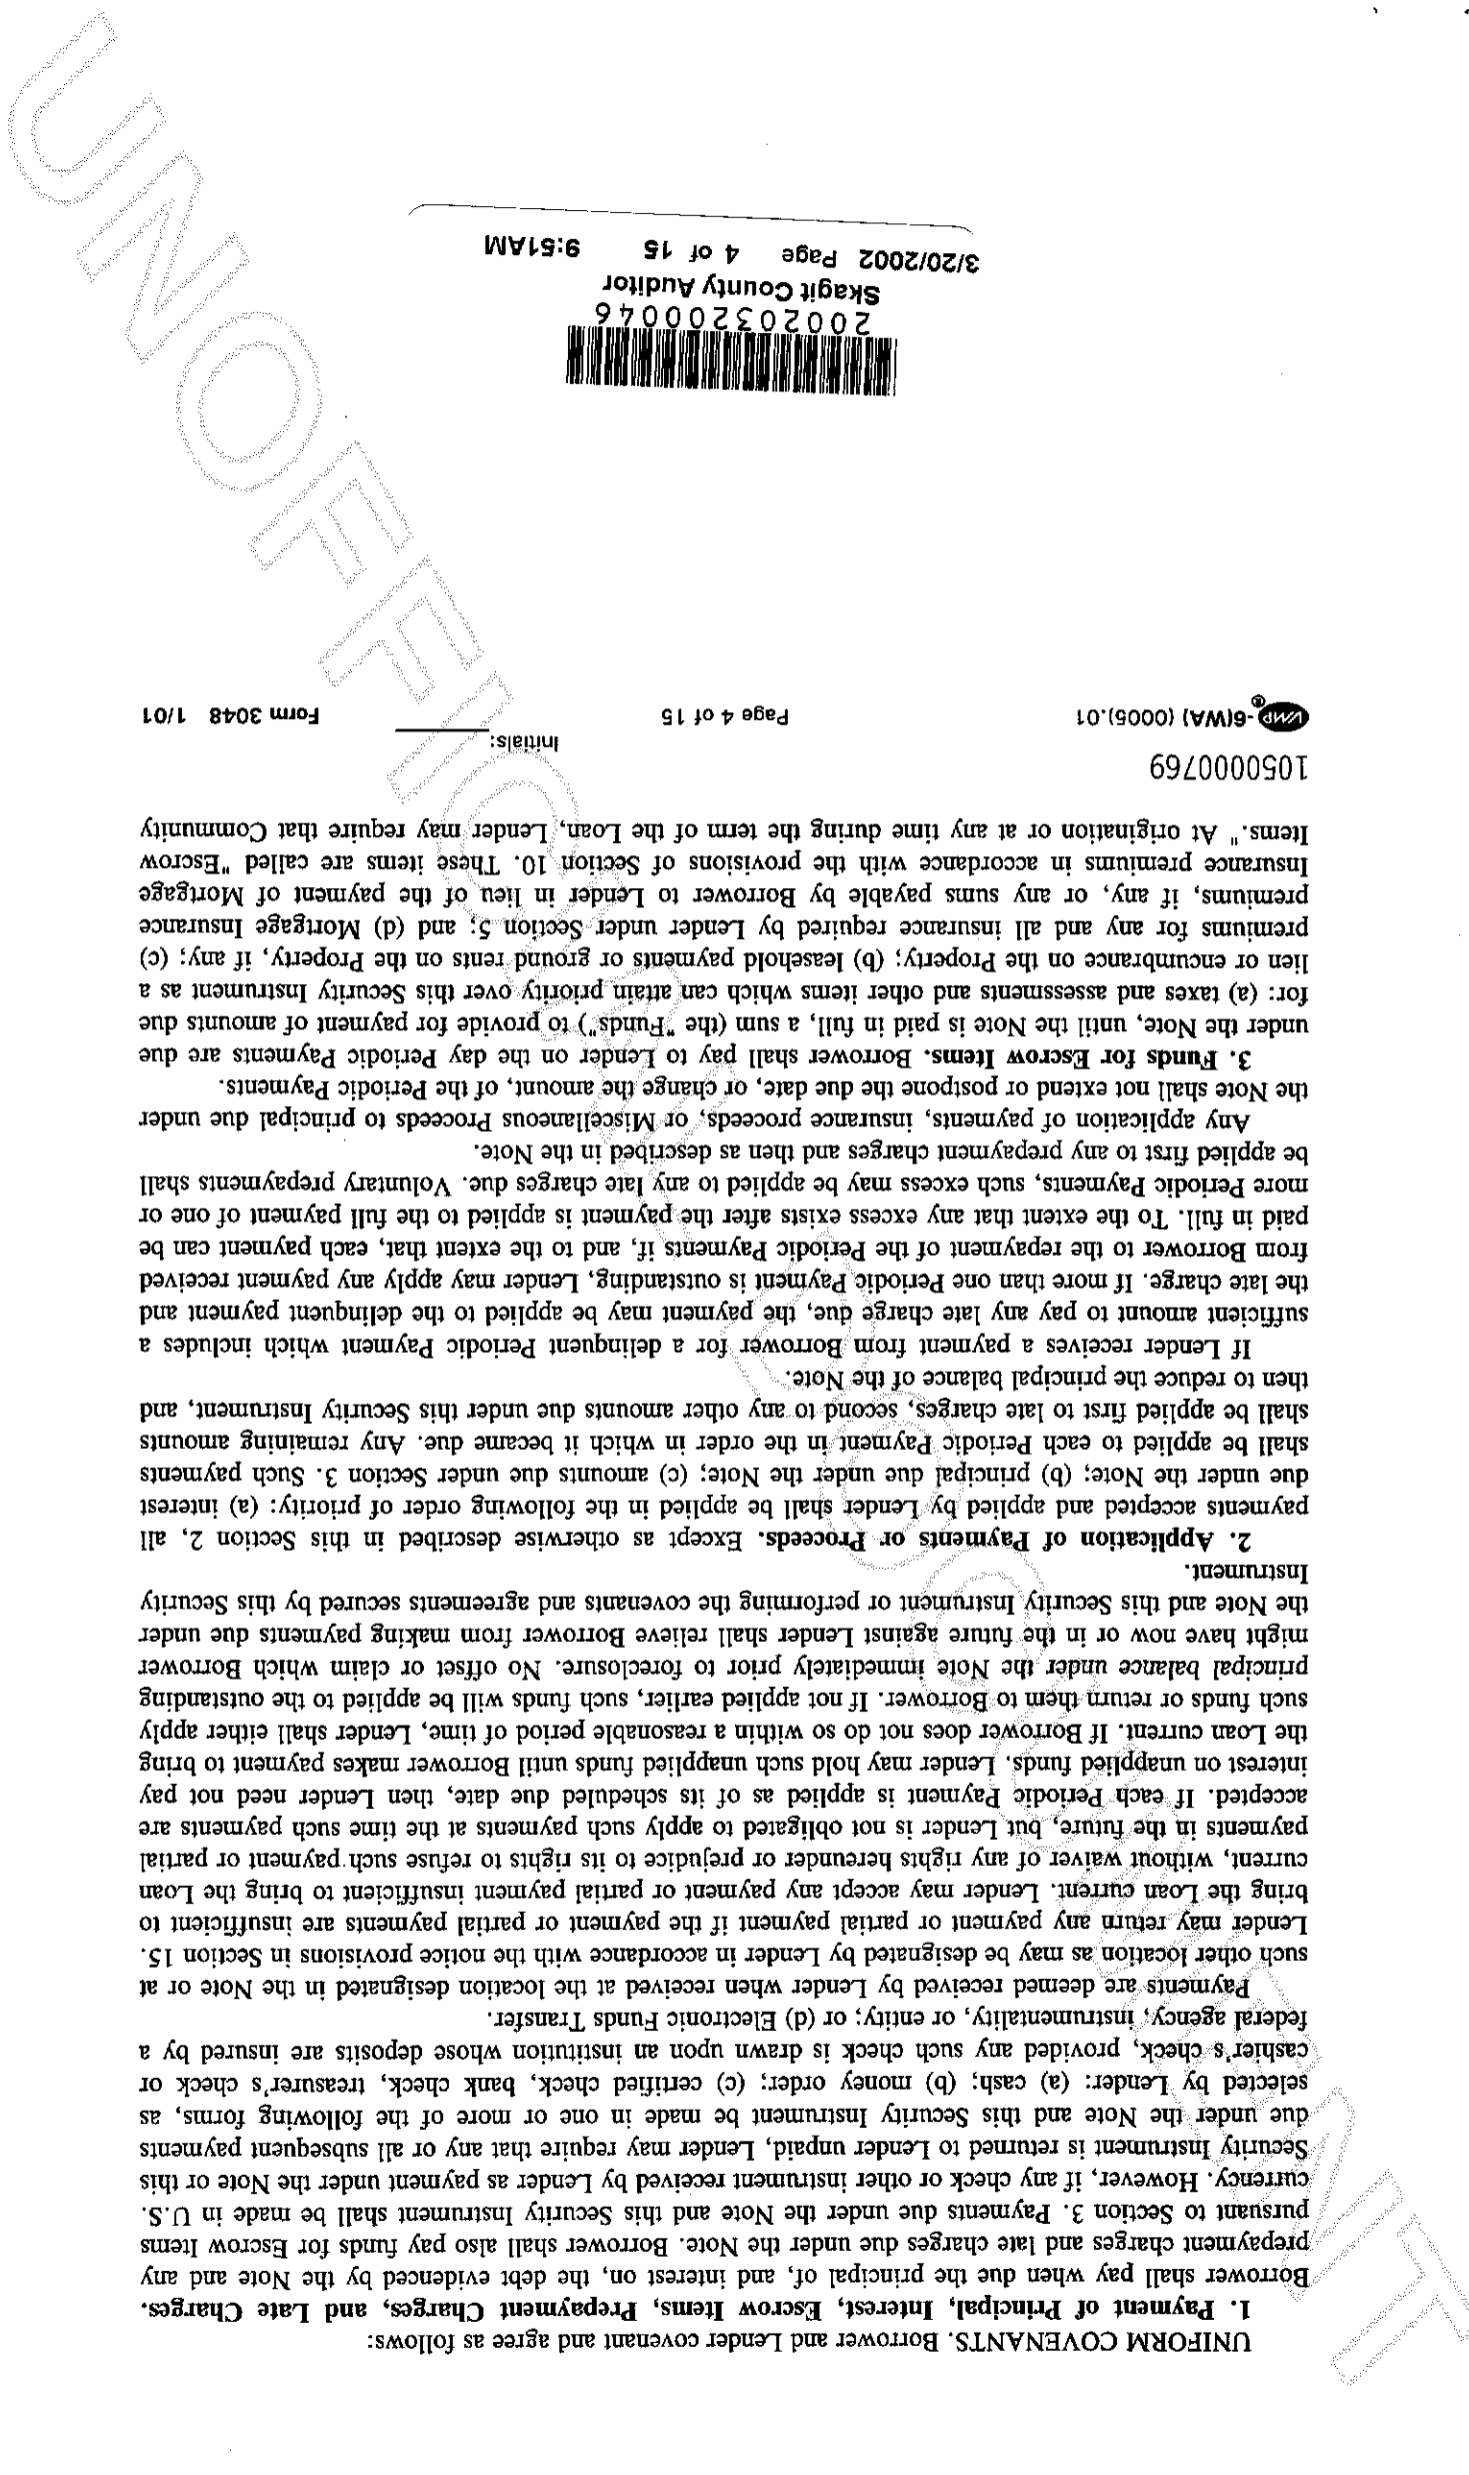 UNIFORM COVENANTS. Borrower and Lender covenant and agree as follows:
1. Payment of Principal, Interest, Escrow Items, Prepayment Charges, and Late Charges.
Borrower shall pay when due the principal of, and interest on, the debt evidenced by the Note and any
prepayment charges and late charges due under the Note. Borrower shall also pay funds for Escrow Items
pursuant to Section 3. Payments due under the Note and this Security Instrument shall be made in U.S.
currency. However, if any check or other instrument received by Lender as payment under the Note or this
Security Instrument is returned to Lender unpaid, Lender may require that any or all subsequent payments
due under the Note and this Security Instrument be made in one or more of the following forms, as
selected by Lender: (a) cash; (b) money order; (c) certified check, bank check, treasurer's check or
cashier's check, provided any such check is drawn upon an institution whose deposits are insured by a
federal agency, instrumentality, or entity; or (d) Electronic Funds Transfer.
Payments are deemed received by Lender when received at the location designated in the Note or at
such other location as may be designated by Lender in accordance with the notice provisions in Section 15.
Lender may return any payment or partial payment if the payment or partial payments are insufficient to
bring the Loan current. Lender may accept any payment or partial payment insufficient to bring the Loan
current, without waiver of any rights hereunder or prejudice to its rights to refuse such payment or partial
payments in the future, but Lender is not obligated to apply such payments at the time such payments are
accepted. If each Periodic Payment is applied as of its scheduled due date, then Lender need not pay
interest on unapplied funds. Lender may hold such unapplied funds until Borrower makes payment to bring
the Loan current. If Borrower does not do so within a reasonable period of time, Lender shall either apply
such funds or return them to Borrower. If not applied earlier, such funds will be applied to the outstanding
principal balance under the Note immediately prior to foreclosure. No offset or claim which Borrower
might have now or in the future against Lender shall relieve Borrower from making payments due under
the Note and this Security Instrument or performing the covenants and agreements secured by this Security
Instrument.
2. Application of Payments or Proceeds. Except as otherwise described in this Section 2, all
payments accepted and applied by Lender shall be applied in the following order of priority: (a) interest
due under the Note; (b) principal due under the Note; (c) amounts due under Section 3. Such payments
shall be applied to each Periodic Payment in the order in which it became due. Any remaining amounts
shall be applied first to late charges, second to any other amounts due under this Security Instrument, and
then to reduce the principal balance of the Note.
If Lender receives a payment from Borrower for a delinquent Periodic Payment which includes a
sufficient amount to pay any late charge due, the payment may be applied to the delinquent payment and
the late charge. If more than one Periodic Payment is outstanding, Lender may apply any payment received
from Borrower to the repayment of the Periodic Payments if, and to the extent that, each payment can be
paid in full. To the extent that any excess exists after the payment is applied to the full payment of one or
more Periodic Payments, such excess may be applied to any late charges due. Voluntary prepayments shall
be applied first to any prepayment charges and then as described in the Note.
Any application of payments, insurance proceeds, or Miscellaneous Proceeds to principal due under
the Note shall not extend or postpone the due date, or change the amount, of the Periodic Payments.
3. Funds for Escrow Items. Borrower shall pay to Lender on the day Periodic Payments are due
under the Note, until the Note is paid in full, a sum (the "Funds") to provide for payment of amounts due
for: (a) taxes and assessments and other items which can attain priority over this Security Instrument as a
lien or encumbrance on the Property; (b) leasehold payments or ground rents on the Property, if any; (c)
premiums for any and all insurance required by Lender under Section 5; and (d) Mortgage Insurance
premiums, if any, or any sums payable by Borrower to Lender in lieu of the payment of Mortgage
Insurance premiums in accordance with the provisions of Section 10. These items are called "Escrow
Items." At origination or at any time during the term of the Loan, Lender may require that Community
1050000769
Initials:
VMP®-6(WA) (0005).01 Page 4 of 15 Form 3048 1/01
200203200046
Skagit County Auditor
3/20/2002 Page 4 of 15 9:51AM
UNOFFICIAL DOCUMENT